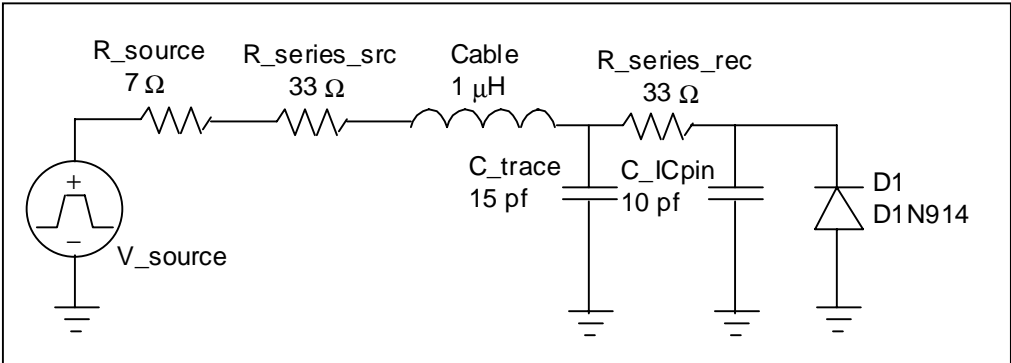 R_source
7 Ω
R_series_src
33 Ω
Cable
1 μH
R_series_rec
33 Ω
C_trace
15 pf
C_ICpin
10 pf
D1
D1N914
+
−
V_source